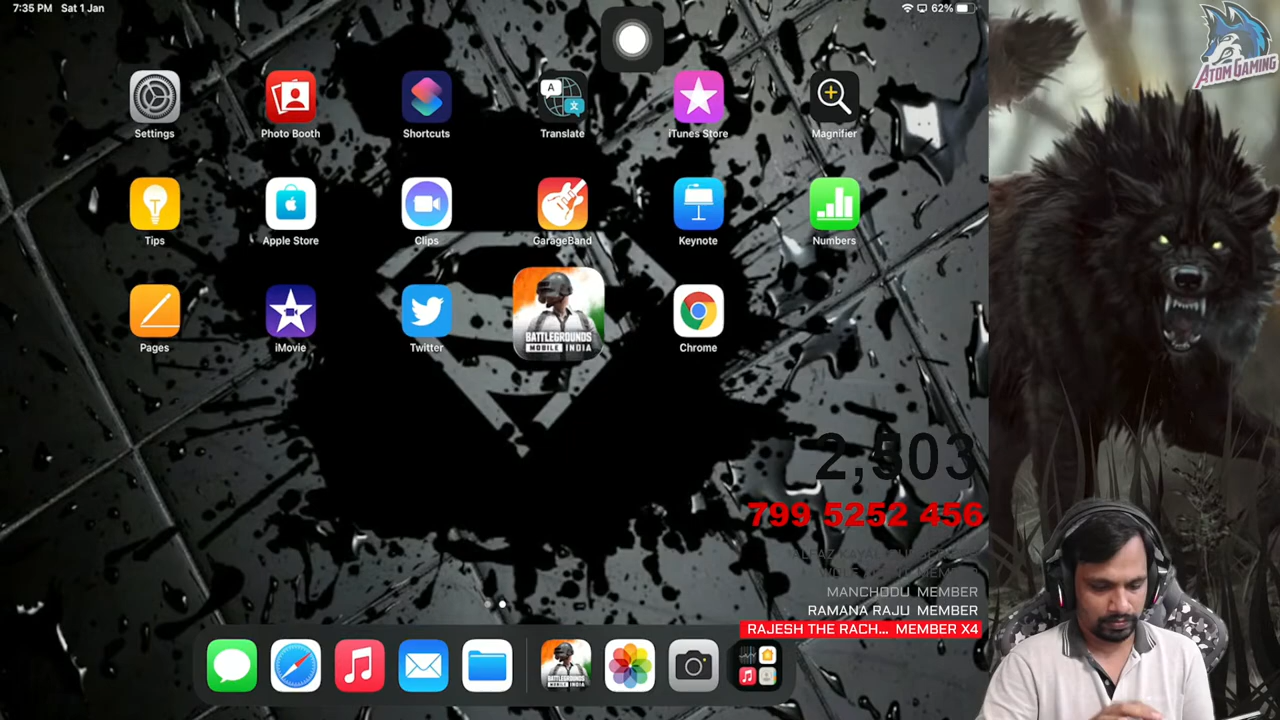 7:35 PM Sat 1 Jan
62%
ATOM GAMING
Settings
Photo Booth
Shortcuts
Translate
iTunes Store
Magnifier
Tips
Apple Store
Clips
GarageBand
Keynote
Numbers
Pages
iMovie
Twitter
BATTLEGROUNDS
MOBILE INDIA
Chrome
2,503
799 5252 456
MANCHODU MEMBER
RAMANA RAJU MEMBER
RAJESH THE RACH... MEMBER X4
BATTLEGROUNDS